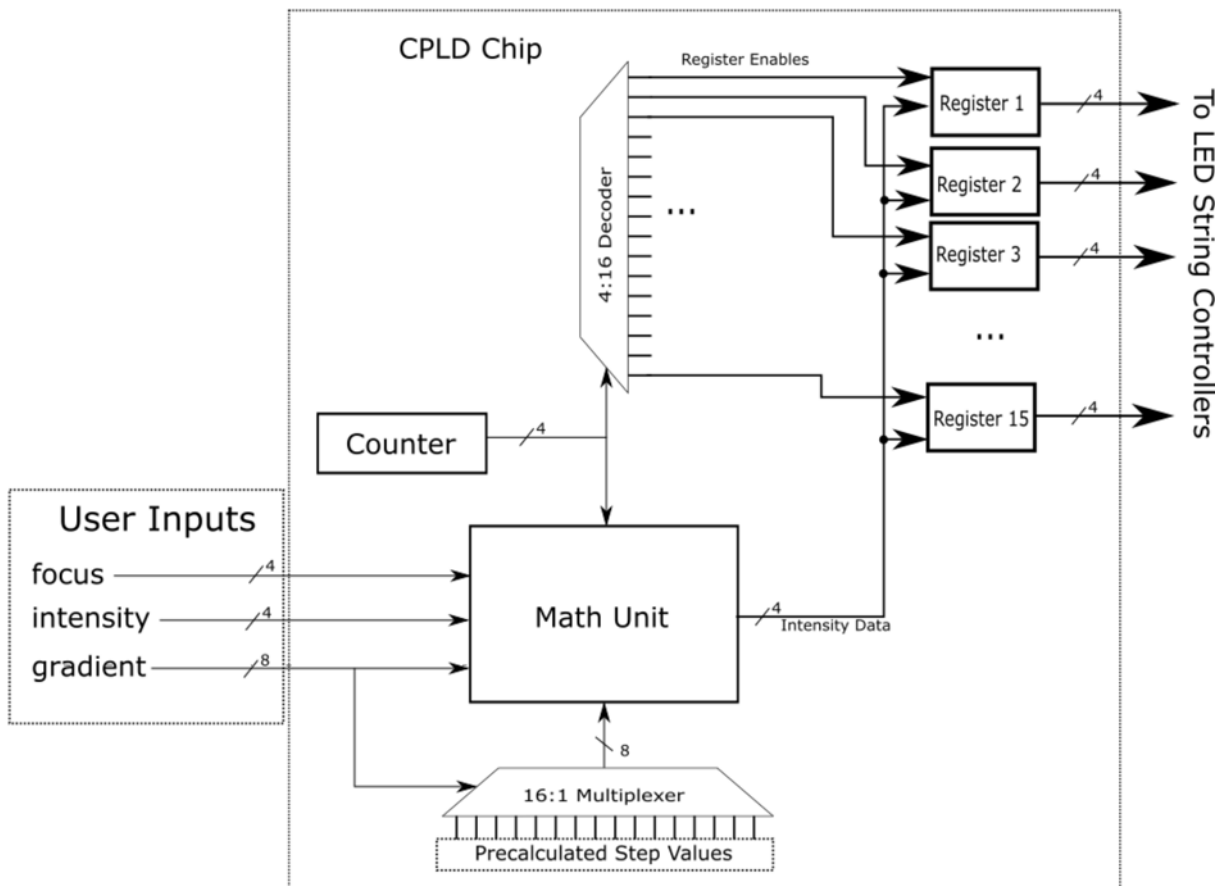 CPLD Chip
Register Enables
Register 1
4
Register 2
4
Register 3
4
4:16 Decoder
...
...
Register 15
4
To LED String Controllers
Counter
4
User Inputs
focus
4
intensity
4
gradient
8
Math Unit
4
Intensity Data
8
16:1 Multiplexer
Precalculated Step Values